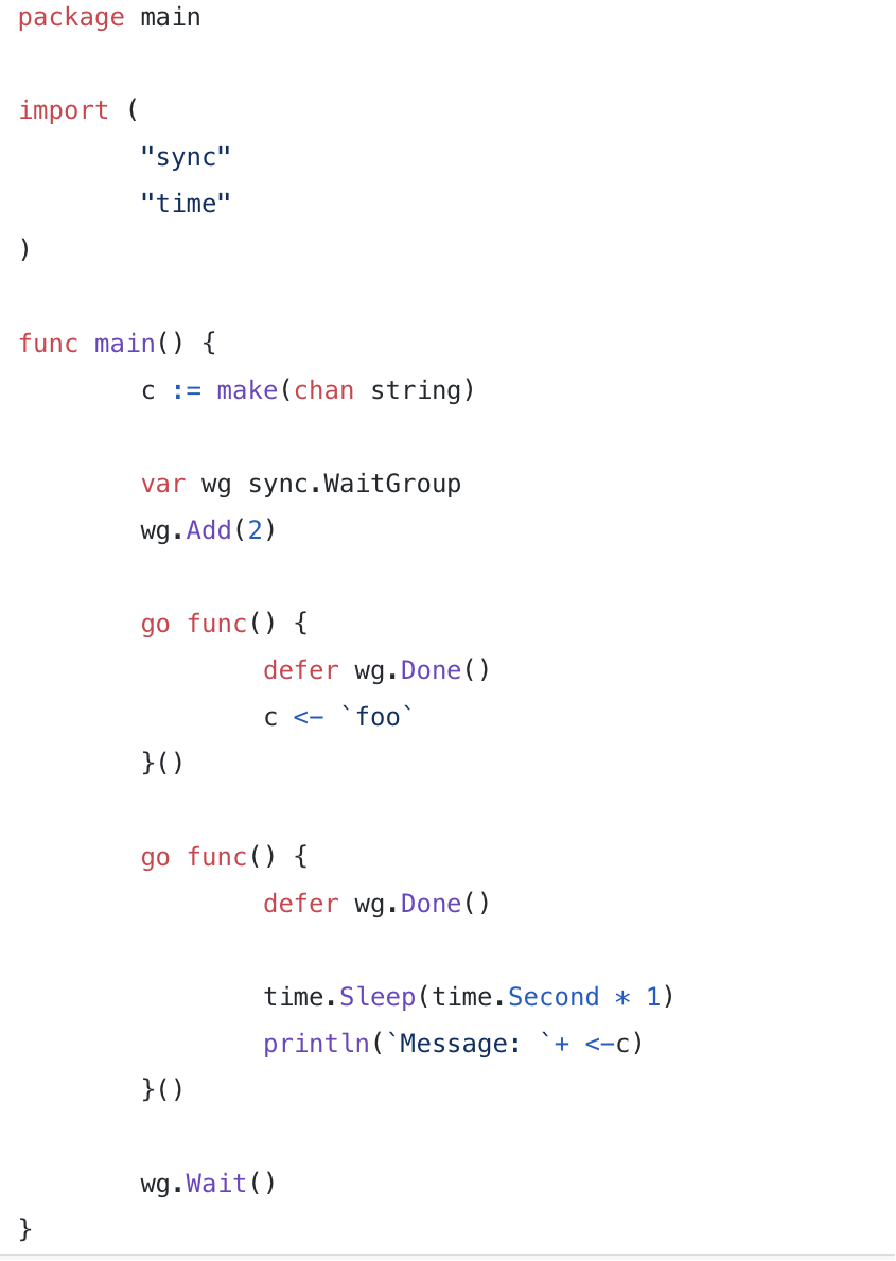 package main
import (
"sync"
"time"
)
func main() {
c := make(chan string)
var wg sync.WaitGroup
wg.Add(2)
go func() {
defer wg.Done()
c <- `foo`
}()
go func() {
defer wg.Done()
time.Sleep(time.Second * 1)
println(`Message: `+ <-c)
}()
wg.Wait()
}